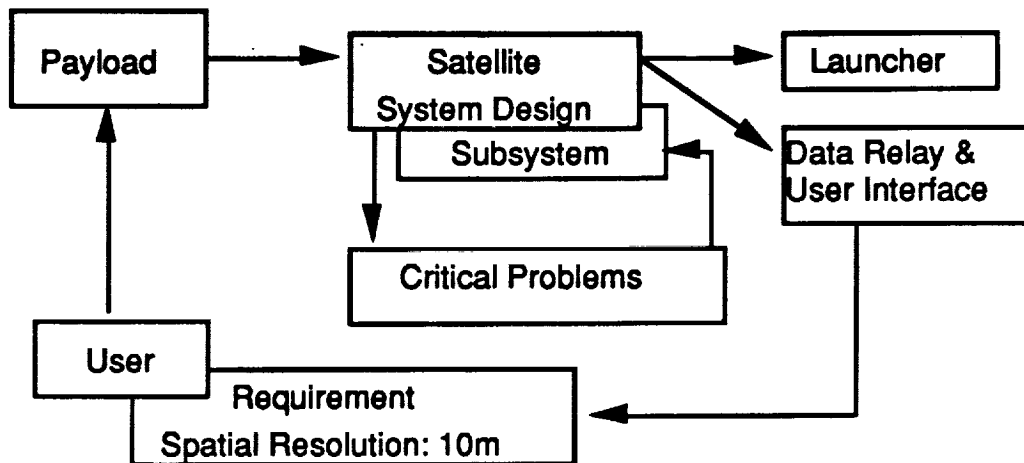 Payload
Satellite
System Design
Subsystem
Launcher
Data Relay &
User Interface
Critical Problems
User
Requirement
Spatial Resolution: 10m